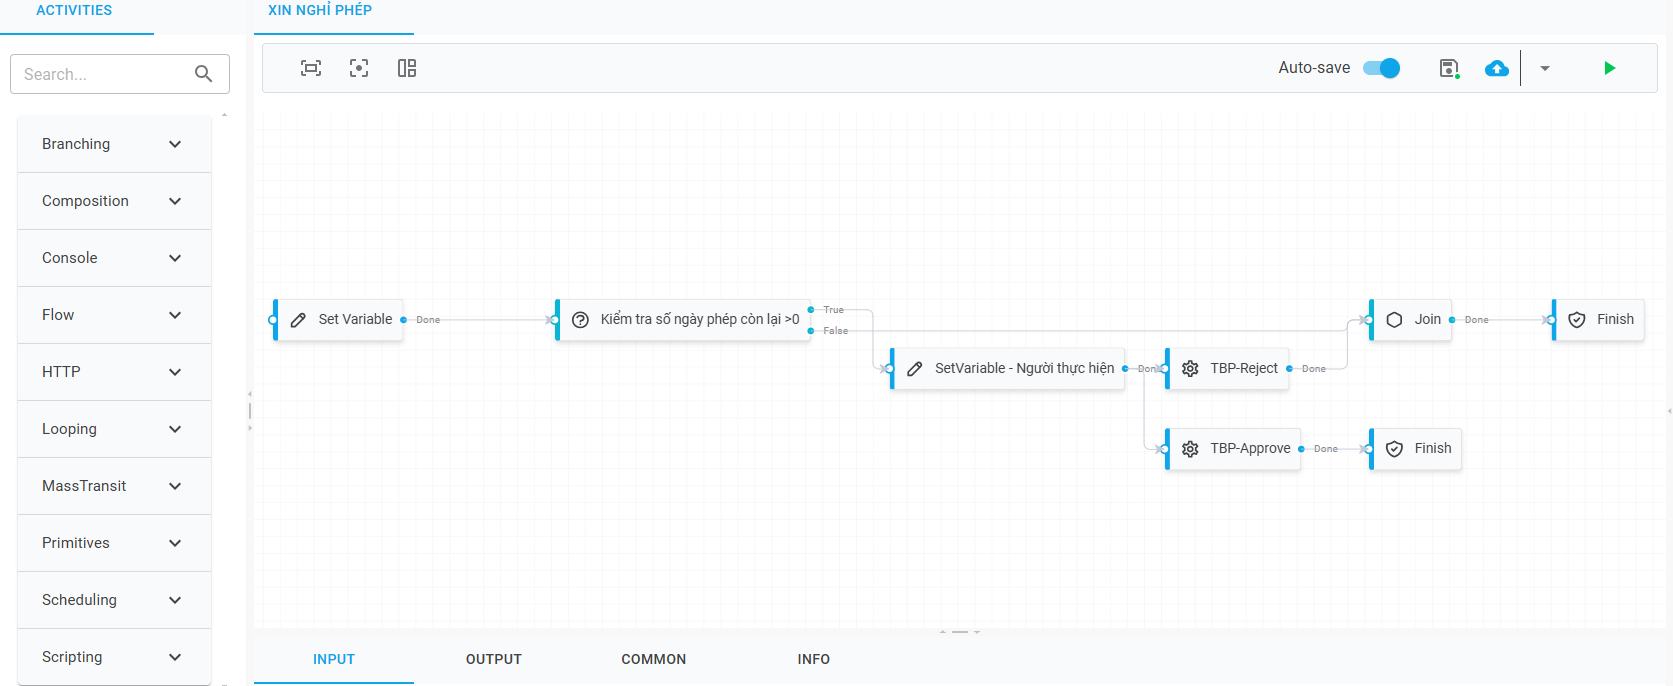 ACTIVITIES
XIN NGHỈ PHÉP
Search...
Auto-save
Branching
Composition
Console
Flow
HTTP
Looping
MassTransit
Primitives
Scheduling
Scripting
Set Variable
Done
Kiểm tra số ngày phép còn lại >0
True
False
SetVariable - Người thực hiện
Done
TBP-Reject
Done
TBP-Approve
Done
Finish
Join
Done
Finish
INPUT
OUTPUT
COMMON
INFO